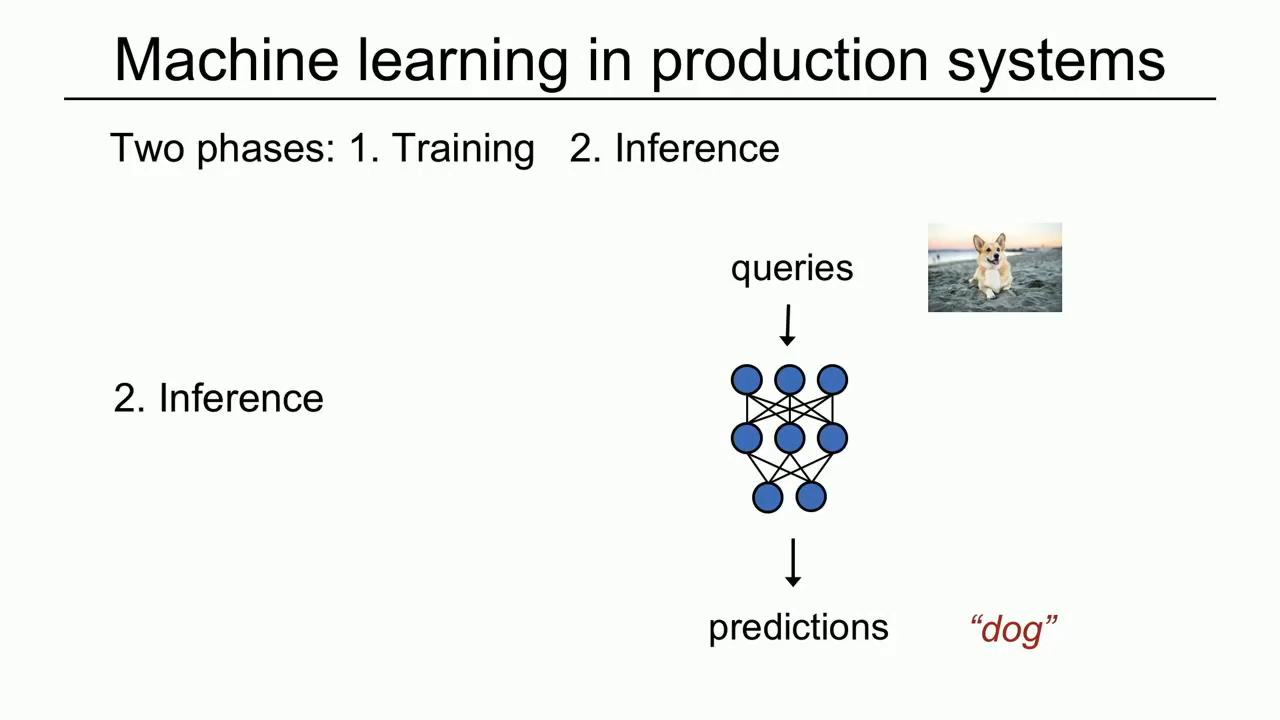 Machine learning in production systems
Two phases: 1. Training 2. Inference
queries
2. Inference
predictions
“dog”